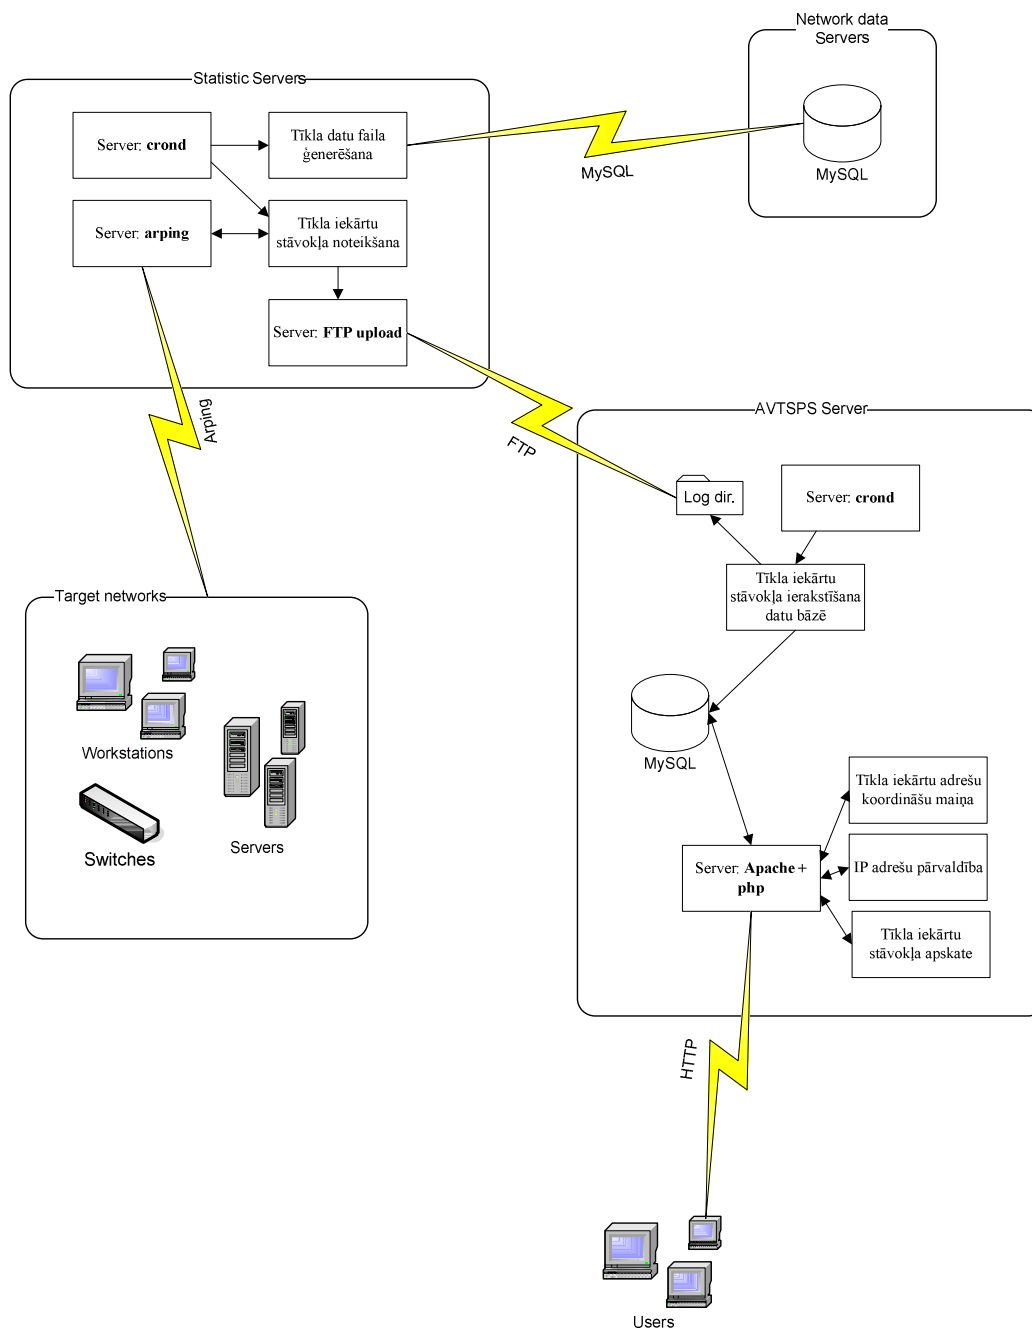 Network data
Servers
MySQL
Statistic Servers
Server: crond
Tīkla datu faila
ģenerēšana
MySQL
Server: arping
Tīkla iekārtu
stāvokļa noteikšana
Server: FTP upload
Arping
FTP
AVTSPS Server
Log dir.
Server: crond
Tīkla iekārtu
stāvokļa ierakstīšana
datu bāzē
MySQL
Tīkla iekārtu adrešu
koordināšu maiņa
Server: Apache +
php
IP adrešu pārvaldība
Tīkla iekārtu
stāvokļa apskate
Target networks
Workstations
Switches
Servers
HTTP
Users